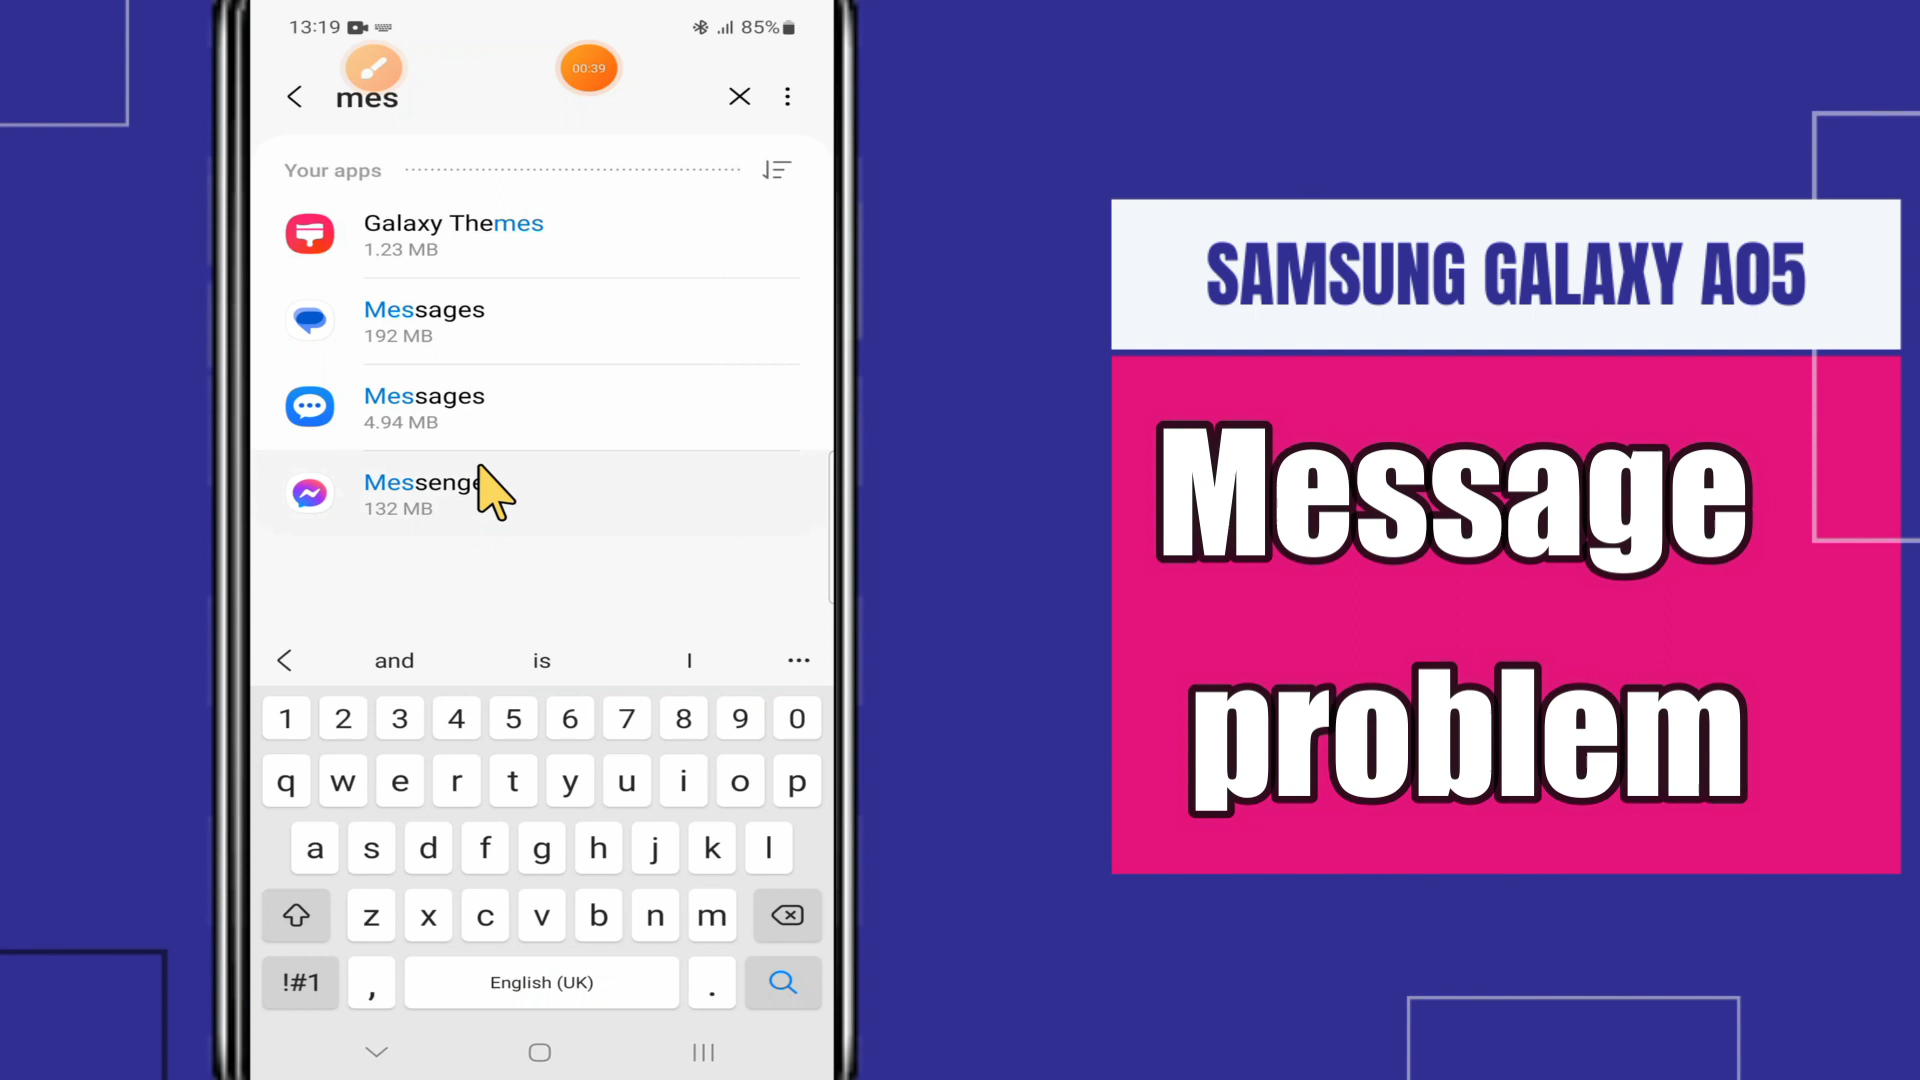 13:19
85%
00:39
mes
Your apps
Galaxy Themes
1.23 MB
Messages
192 MB
Messages
4.94 MB
Messenge
132 MB
and is I
1 2 3 4 5 6 7 8 9 0
q w e r t y u i o p
a s d f g h j k l
z x c v b n m
!#1 , English (UK) .
SAMSUNG GALAXY A05
Message
problem